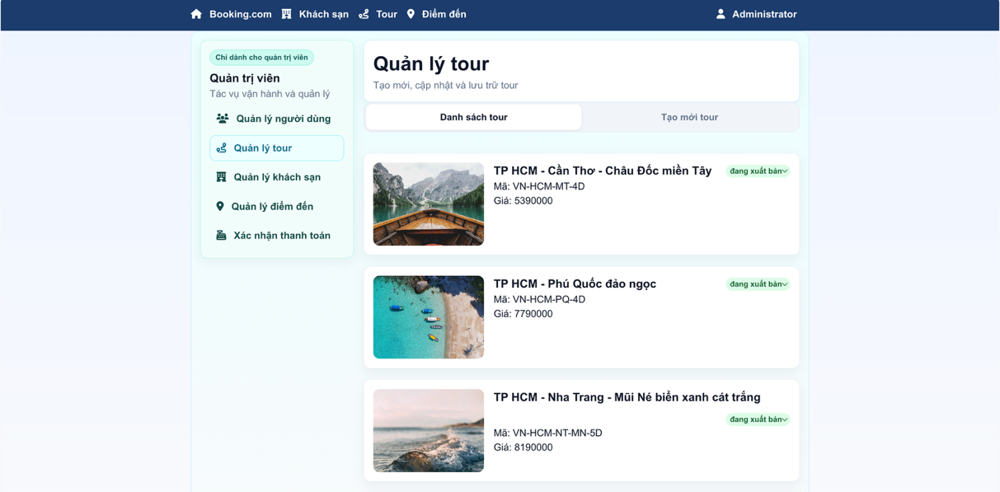 Booking.com Khách sạn Tour Điểm đến Administrator
Chỉ dành cho quản trị viên
Quản trị viên
Tác vụ vận hành và quản lý
Quản lý người dùng
Quản lý tour
Quản lý khách sạn
Quản lý điểm đến
Xác nhận thanh toán
Quản lý tour
Tạo mới, cập nhật và lưu trữ tour
Danh sách tour Tạo mới tour
TP HCM - Cần Thơ - Châu Đốc miền Tây đang xuất bản
Mã: VN-HCM-MT-4D
Giá: 5390000
TP HCM - Phú Quốc đảo ngọc đang xuất bản
Mã: VN-HCM-PQ-4D
Giá: 7790000
TP HCM - Nha Trang - Mũi Né biển xanh cát trắng
đang xuất bản
Mã: VN-HCM-NT-MN-5D
Giá: 8190000